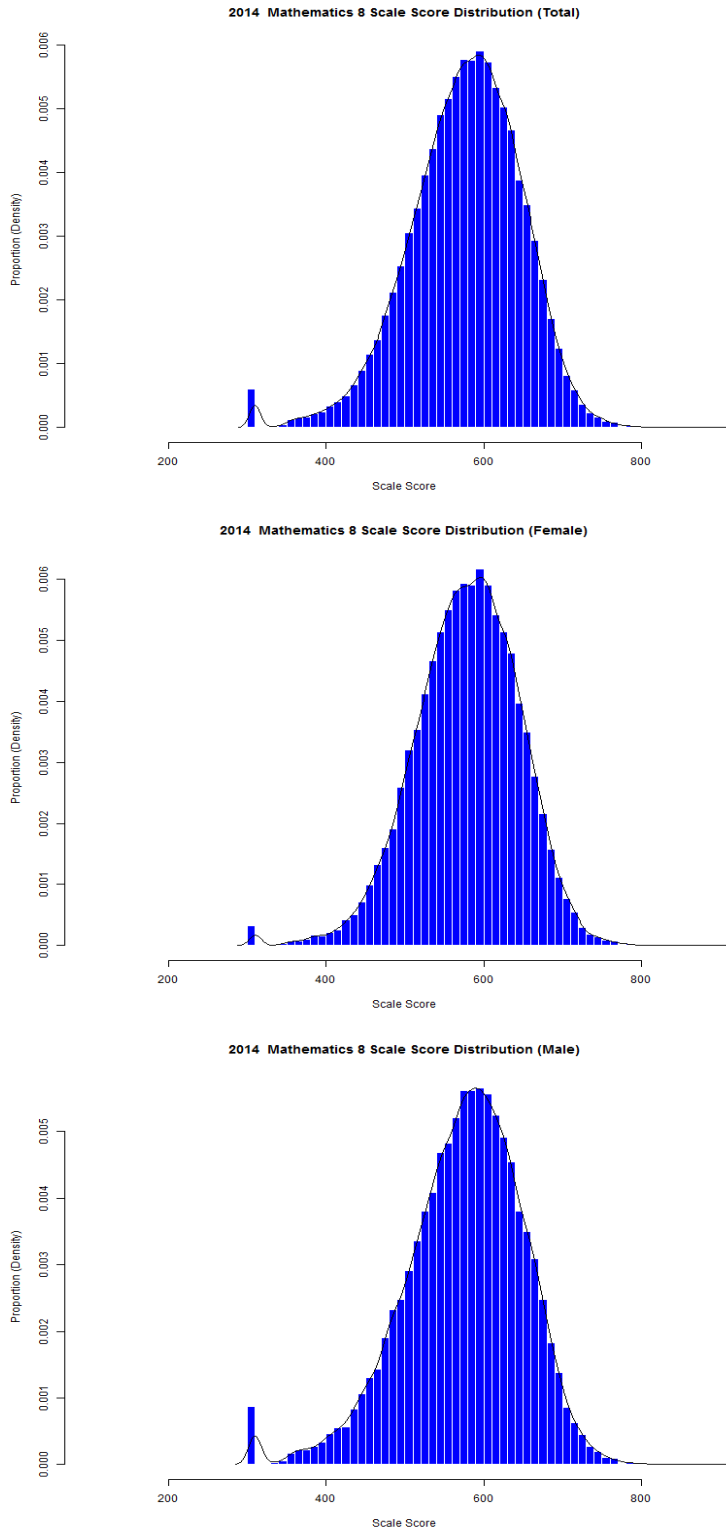 2014 Mathematics 8 Scale Score Distribution (Total)
Proportion (Density)
0.006
0.005
0.004
0.003
0.002
0.001
0.000
200 400 600 800
Scale Score
2014 Mathematics 8 Scale Score Distribution (Female)
Proportion (Density)
0.006
0.005
0.004
0.003
0.002
0.001
0.000
200 400 600 800
Scale Score
2014 Mathematics 8 Scale Score Distribution (Male)
Proportion (Density)
0.005
0.004
0.003
0.002
0.001
0.000
200 400 600 800
Scale Score